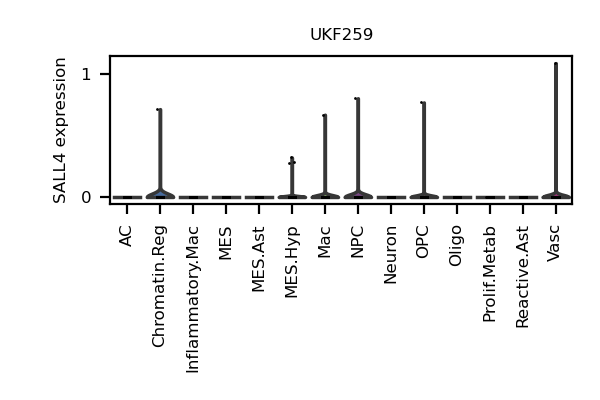 UKF259
SALL4 expression
1
0
AC
Chromatin.Reg
Inflammatory.Mac
MES
MES.Ast
MES.Hyp
Mac
NPC
Neuron
OPC
Oligo
Prolif.Metab
Reactive.Ast
Vasc